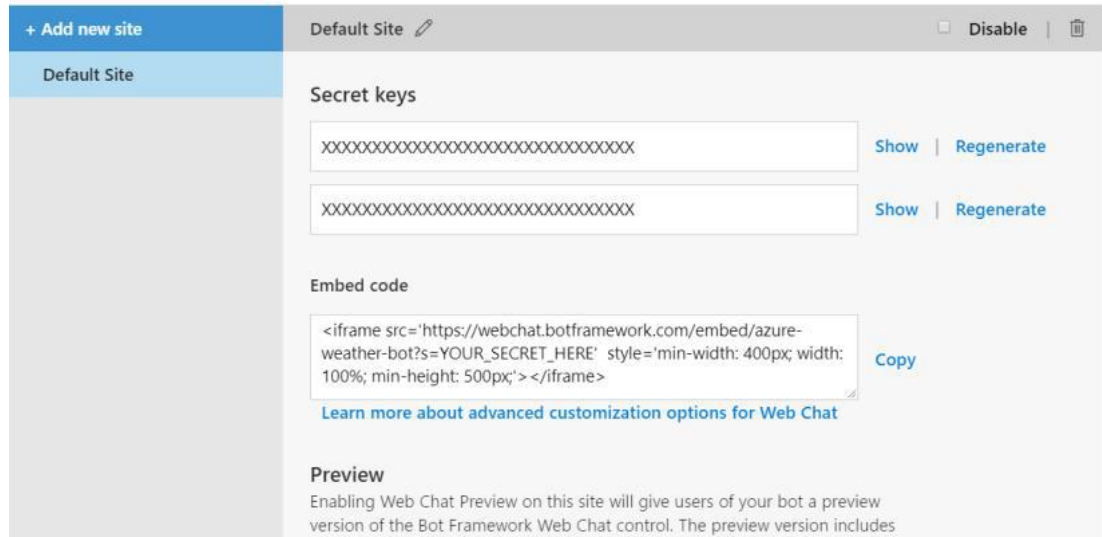 + Add new site
Default Site
Default Site
Disable |
Secret keys
XXXXXXXXXXXXXXXXXXXXXXXXXXXXXXX
Show | Regenerate
XXXXXXXXXXXXXXXXXXXXXXXXXXXXXXX
Show | Regenerate
Embed code
<iframe src='https://webchat.botframework.com/embed/azure-
weather-bot?s=YOUR_SECRET_HERE' style='min-width: 400px; width:
100%; min-height: 500px;'></iframe>
Copy
Learn more about advanced customization options for Web Chat
Preview
Enabling Web Chat Preview on this site will give users of your bot a preview
version of the Bot Framework Web Chat control. The preview version includes